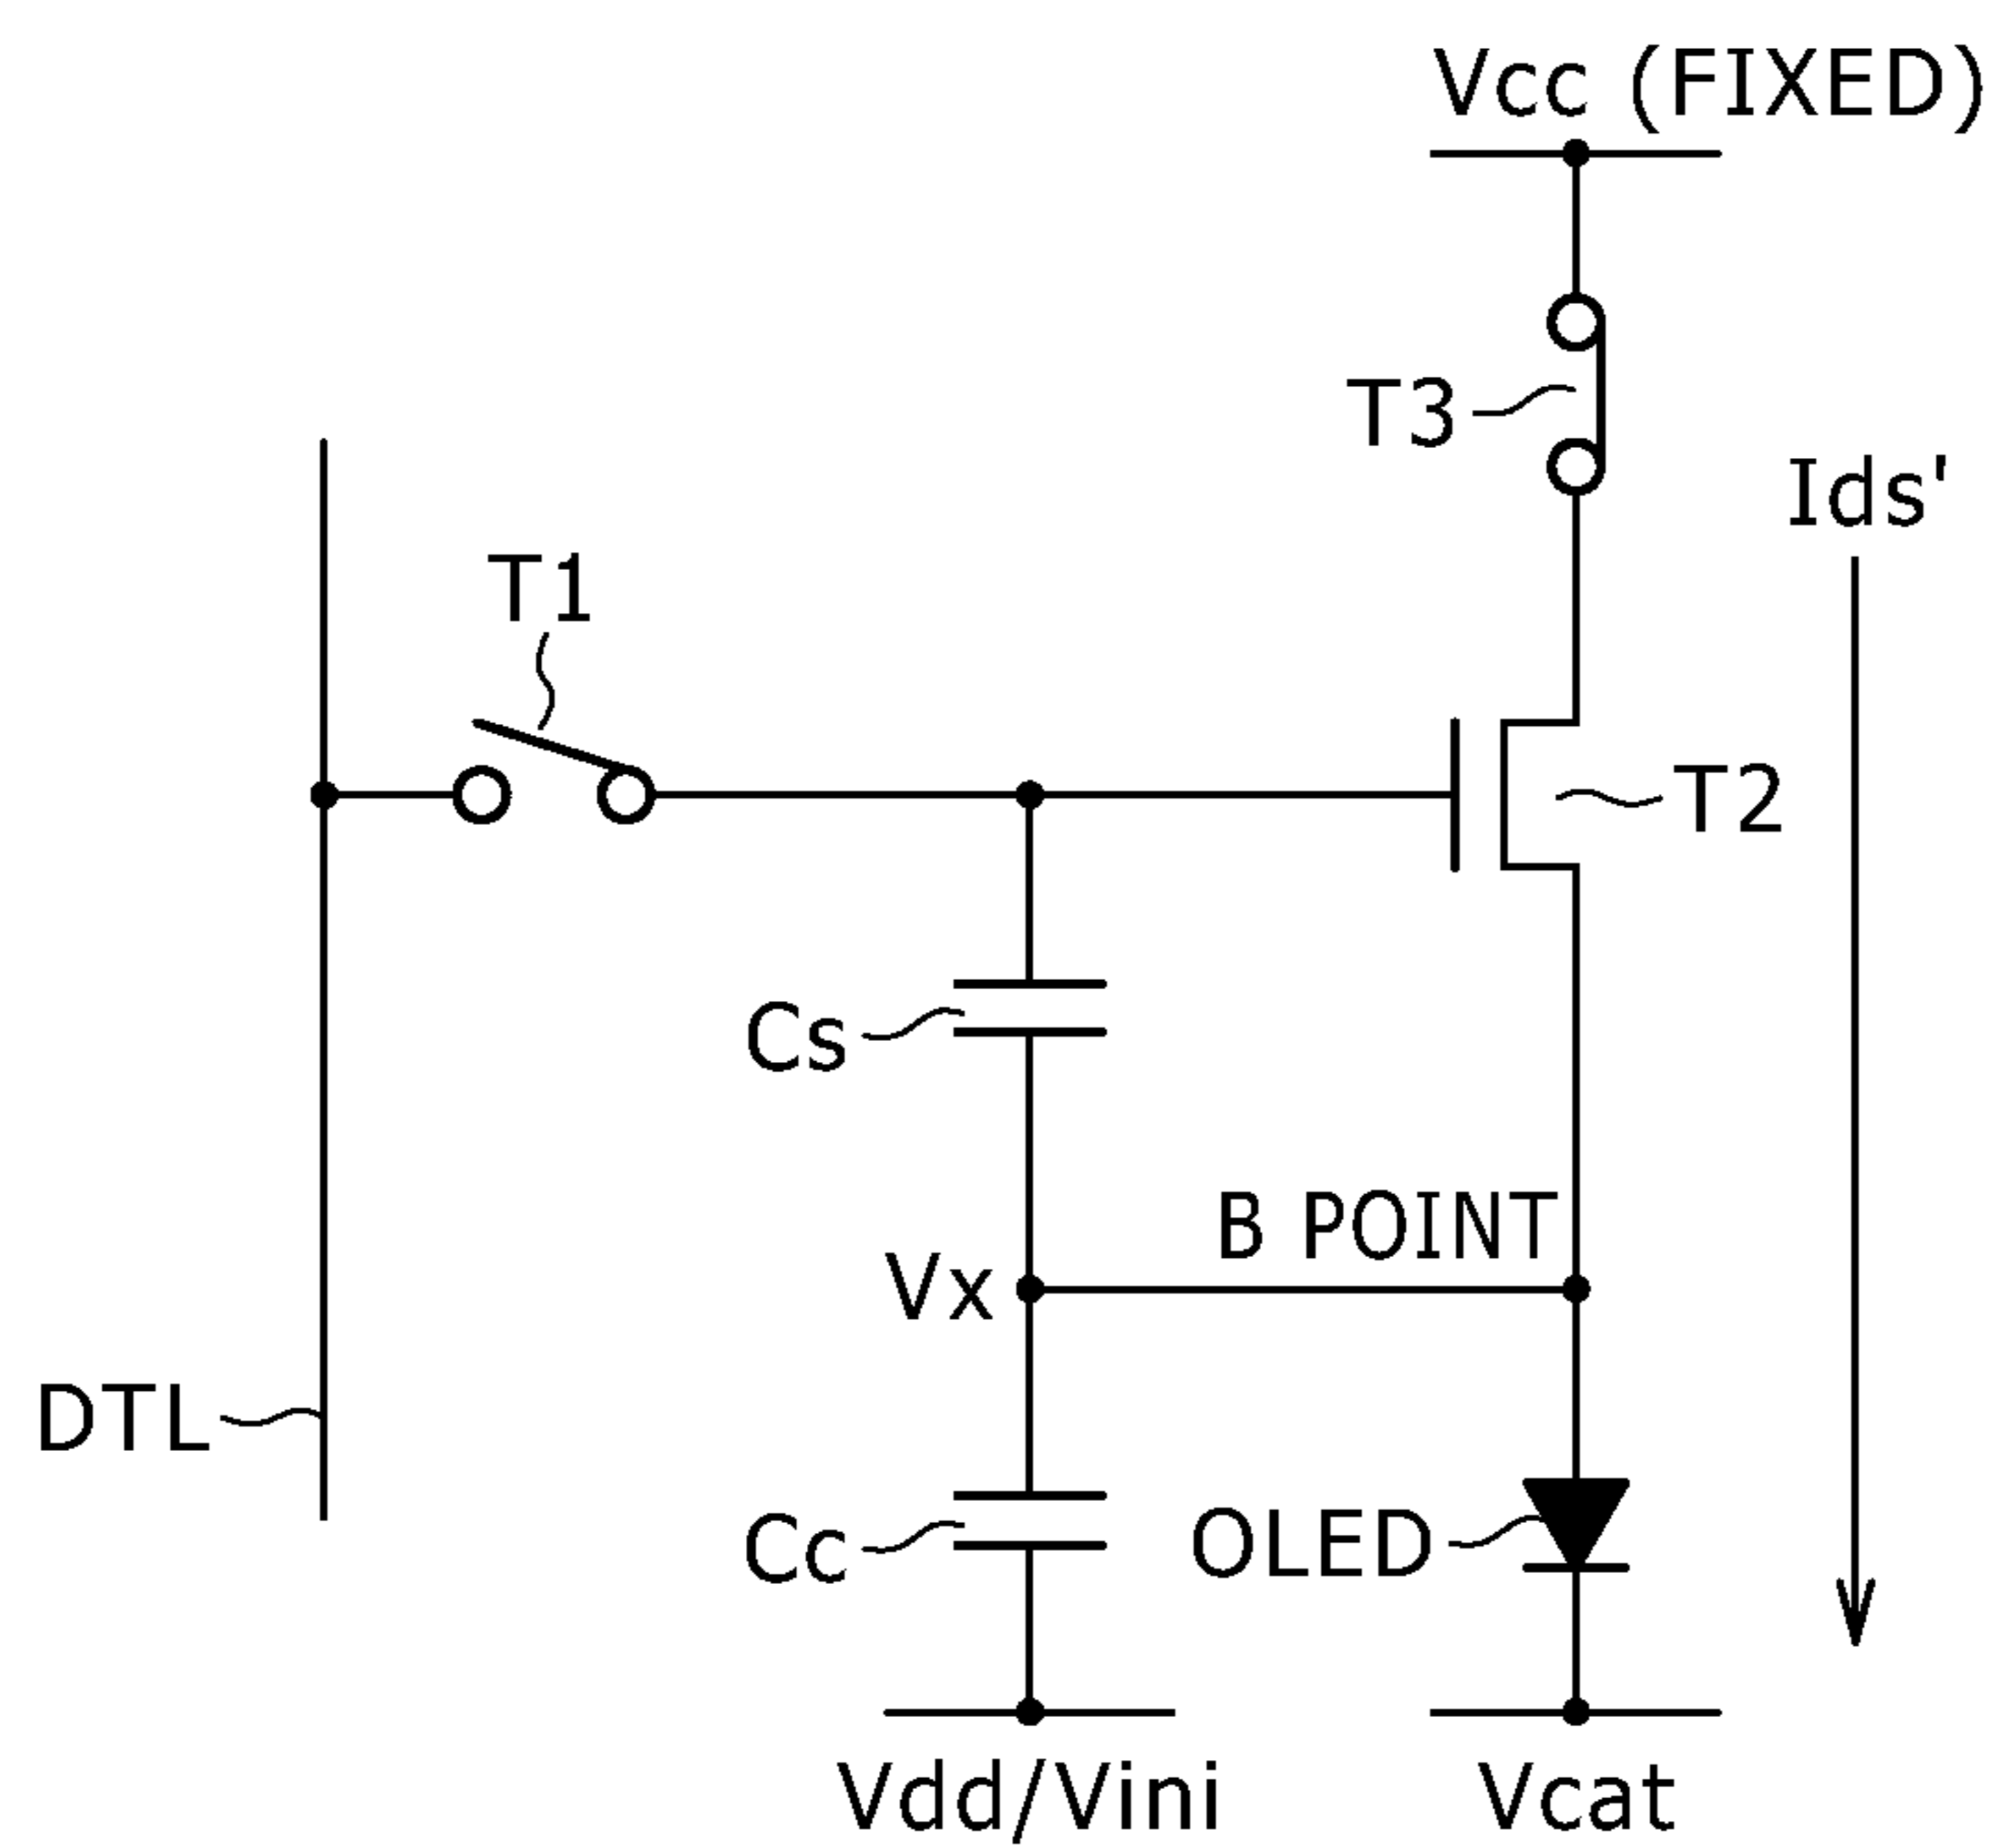 Vcc (FIXED)
T3
Ids'
T1
T2
Cs
B POINT
Vx
DTL
Cc
OLED
Vdd/Vini
Vcat